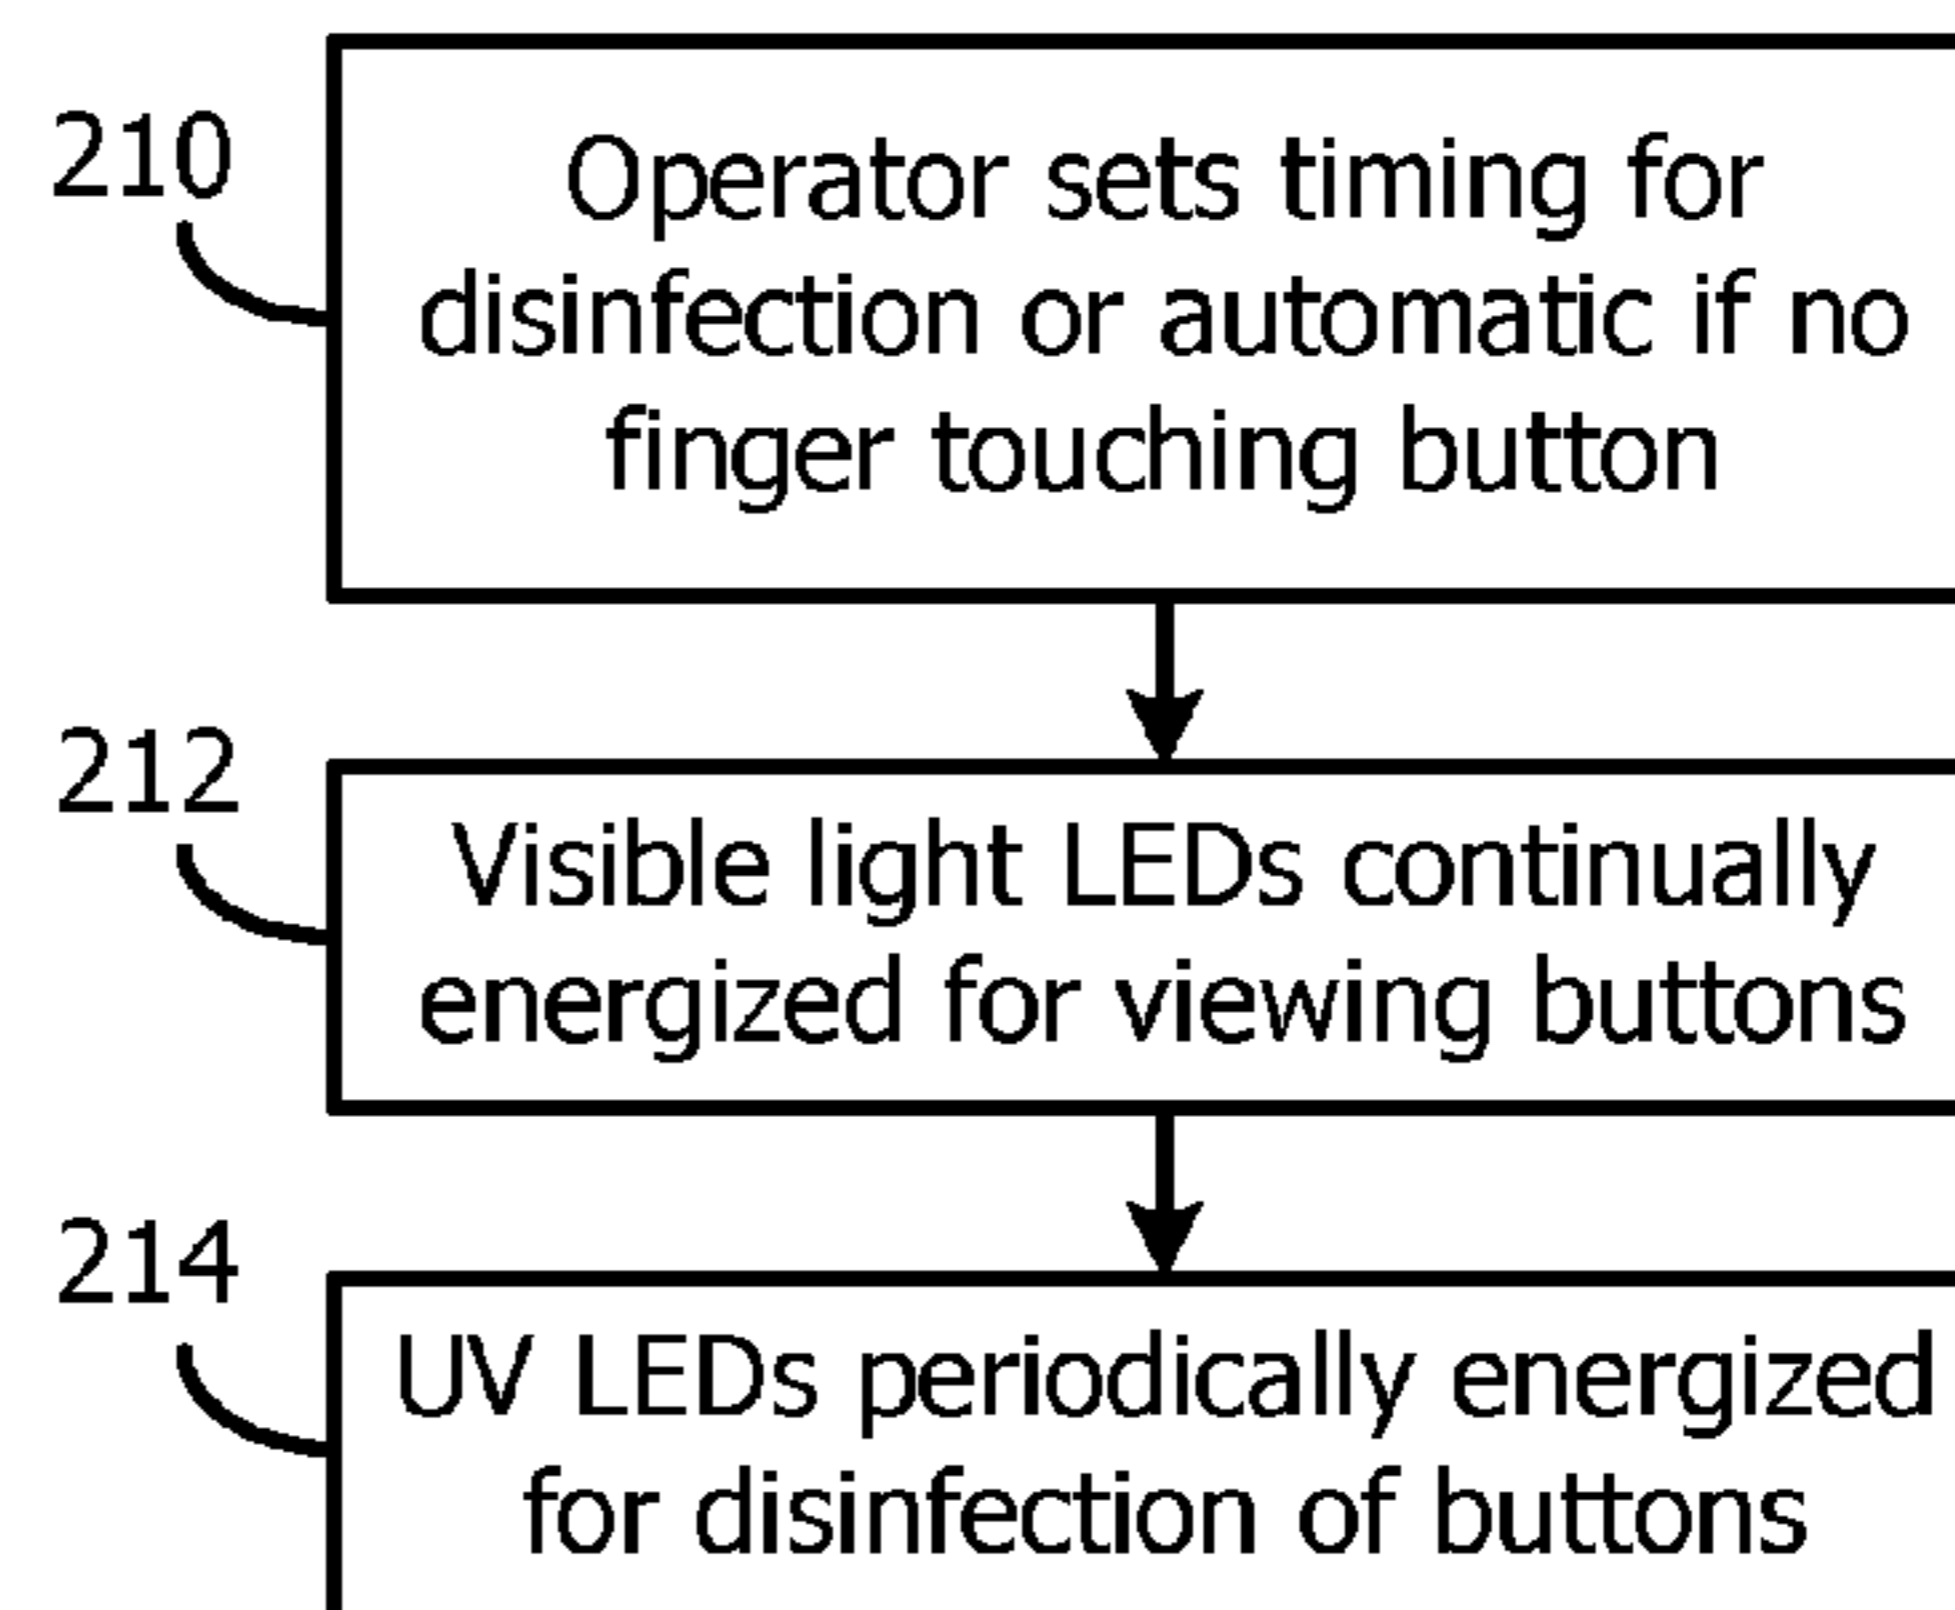 210
Operator sets timing for
disinfection or automatic if no
finger touching button
212
Visible light LEDs continually
energized for viewing buttons
214
UV LEDs periodically energized
for disinfection of buttons